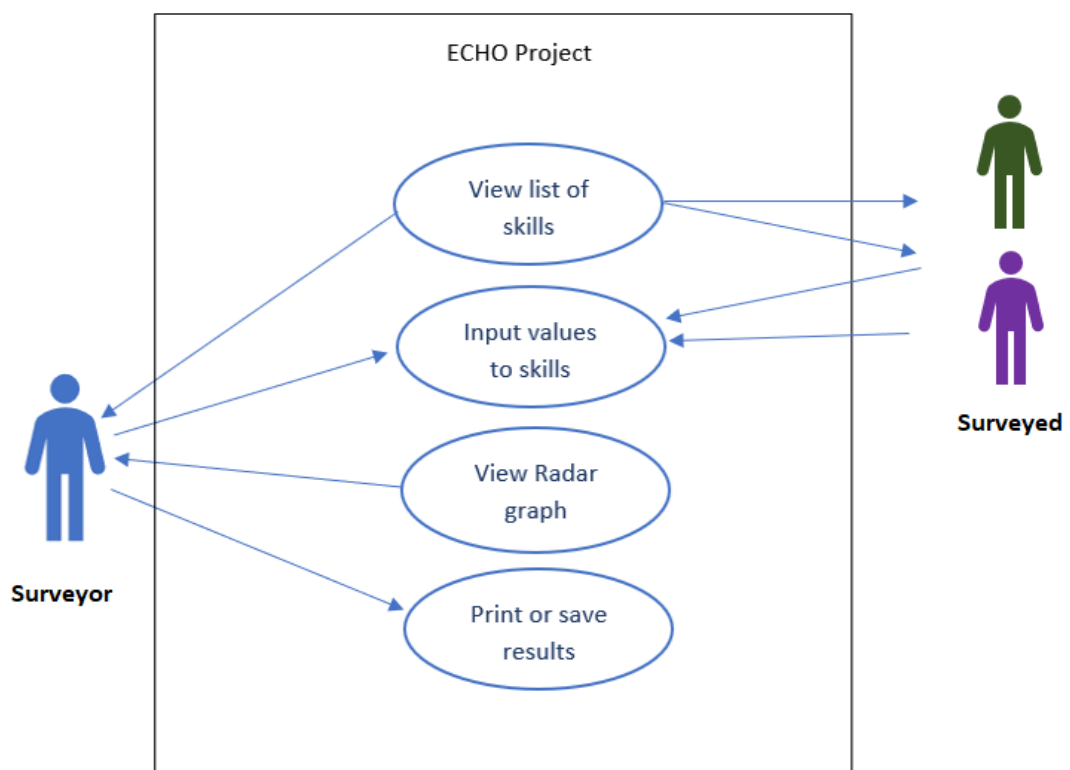 ECHO Project
View list of
skills
Input values
to skills
View Radar
graph
Print or save
results
Surveyor
Surveyed